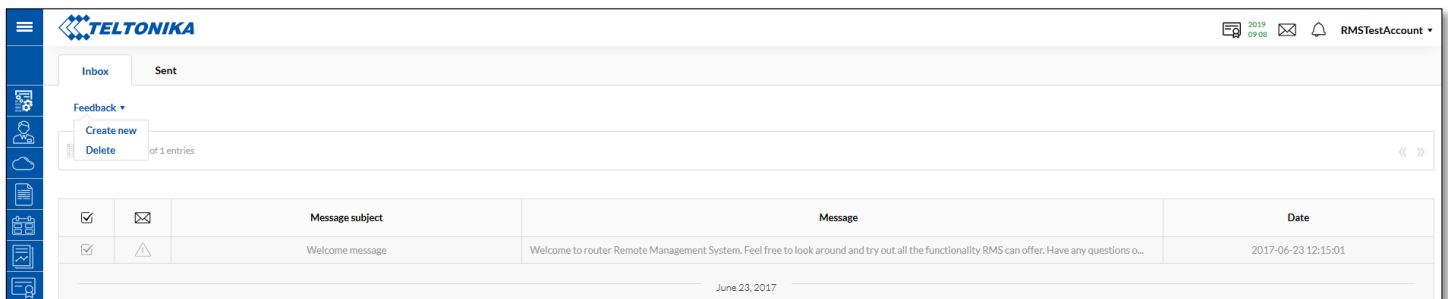 TELTONIKA
2019
09 08
RMSTestAccount
Inbox Sent
Feedback
Create new
Delete
of 1 entries
Message subject Message Date
Welcome message Welcome to router Remote Management System. Feel free to look around and try out all the functionality RMS can offer. Have any questions o... 2017-06-23 12:15:01
June 23, 2017